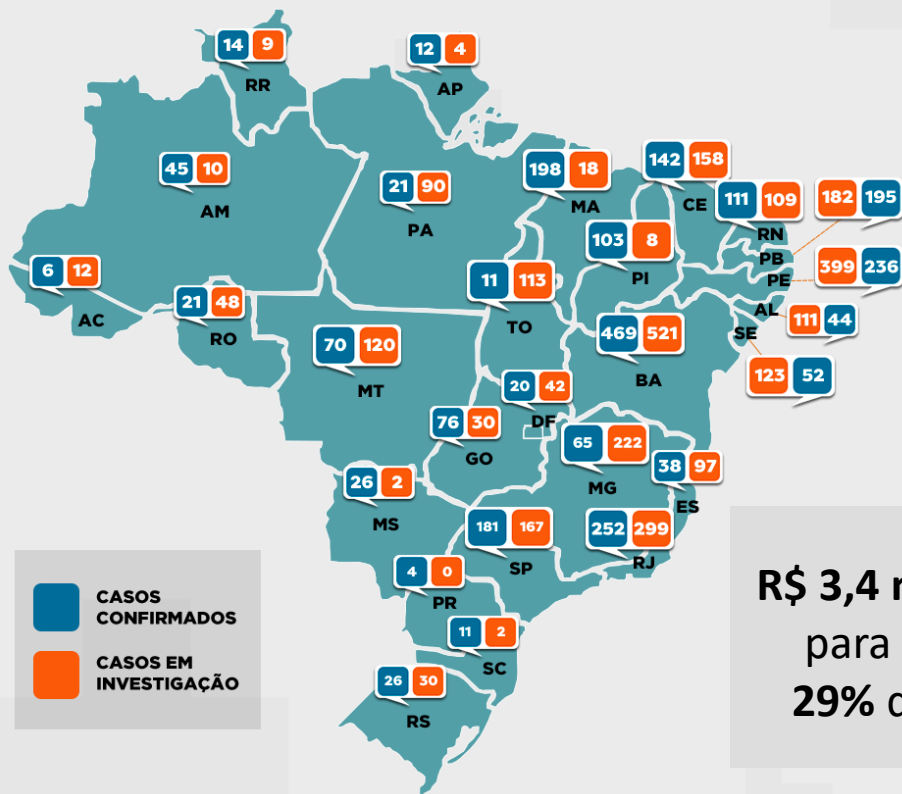 14 9
RR
12 4
AP
45 10
AM
21 90
PA
198 18
MA
142 158
CE
111 109
RN
182 195
PB
399 236
PE
111 44
AL
123 52
SE
103 8
PI
6 12
AC
21 48
RO
11 113
TO
70 120
MT
469 521
BA
20 42
DF
76 30
GO
65 222
MG
38 97
ES
26 2
MS
181 167
SP
252 299
RJ
4 0
PR
11 2
SC
26 30
RS
CASOS
CONFIRMADOS
CASOS EM
INVESTIGAÇÃO
R$ 3,4
para
29%